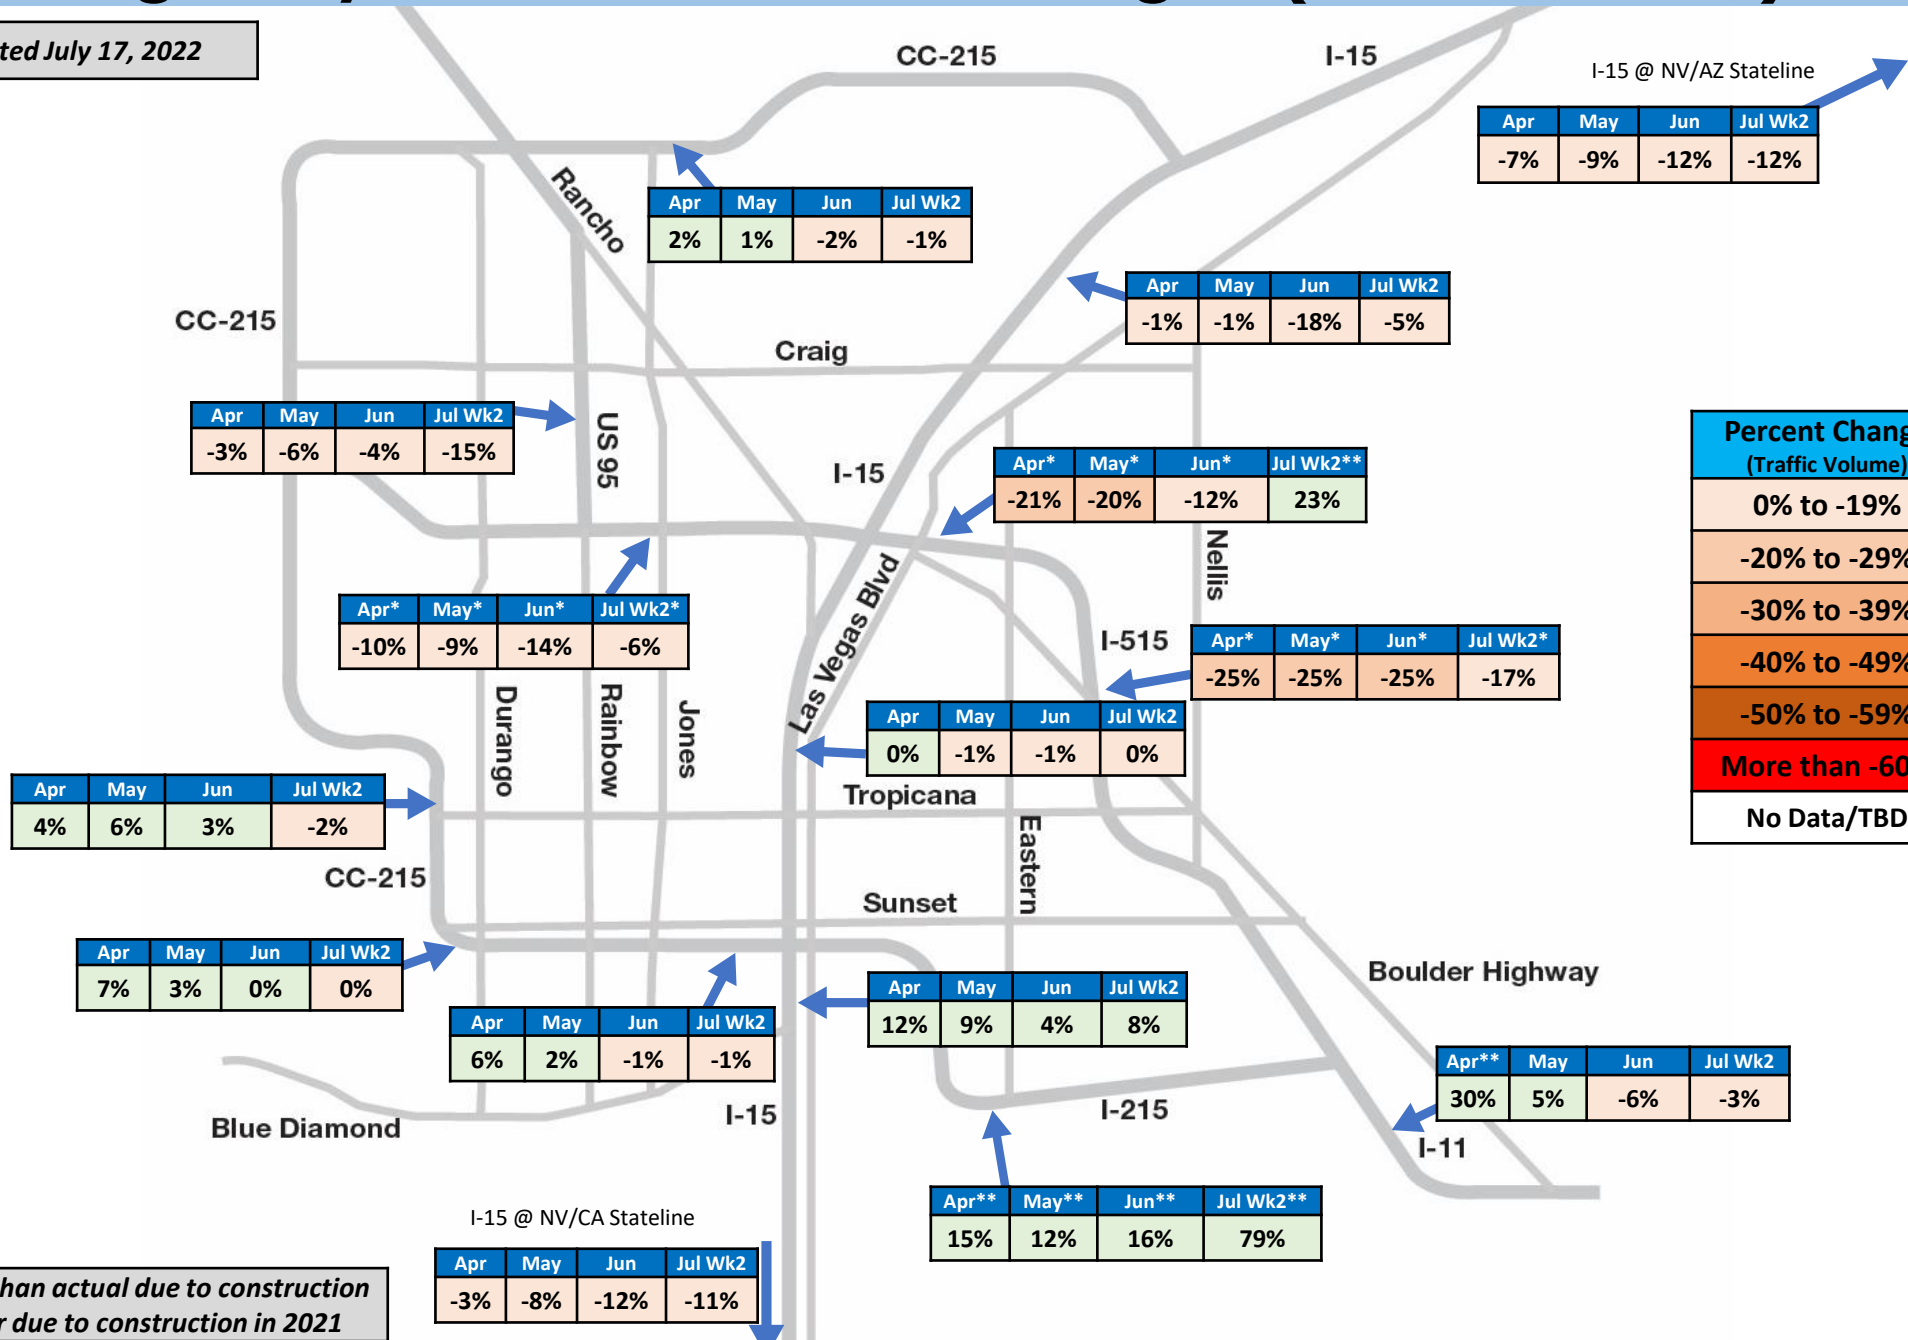 July 17, 2022
CC-215
I-15
I-15 @ NV/AZ Stateline
Apr May Jun Jul Wk2
-7% -9% -12% -12%
Rancho
Apr May Jun Jul Wk2
2% 1% -2% -1%
Apr May Jun Jul Wk2
-1% -1% -18% -5%
CC-215
Craig
Apr May Jun Jul Wk2
-3% -6% -4% -15%
US 95
I-15
Apr* May* Jun* Jul Wk2**
-21% -20% -12% 23%
Percent
(Traffic Volume)
0% to -19%
-20% to -29%
-30% to -39%
-40% to -49%
-50% to -59%
More than
No Data/TBD
Nellis
Las Vegas Blvd
Apr* May* Jun* Jul Wk2*
-10% -9% -14% -6%
I-515
Apr* May* Jun* Jul Wk2*
-25% -25% -25% -17%
Durango
Rainbow
Jones
Apr May Jun Jul Wk2
0% -1% -1% 0%
Apr May Jun Jul Wk2
4% 6% 3% -2%
Tropicana
Eastern
CC-215
Sunset
Apr May Jun Jul Wk2
7% 3% 0% 0%
Boulder Highway
Apr May Jun Jul Wk2
12% 9% 4% 8%
Apr May Jun Jul Wk2
6% 2% -1% -1%
Apr** May Jun Jul Wk2
30% 5% -6% -3%
Blue Diamond
I-15
I-215
I-11
Apr** May** Jun** Jul Wk2**
15% 12% 16% 79%
I-15 @ NV/CA Stateline
Apr May Jun Jul Wk2
-3% -8% -12% -11%
actual due to construction
due to construction in 2021